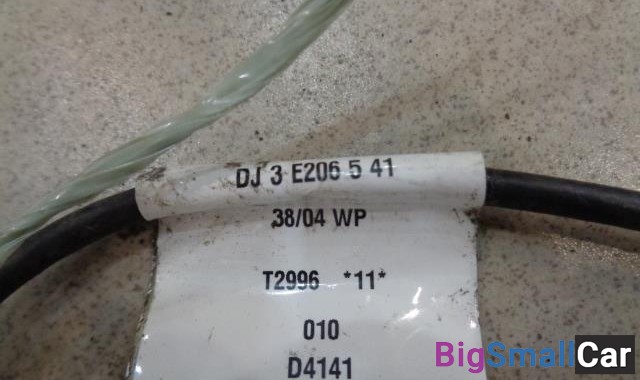 DJ 3 E206 5 41
38/04 WP
T2996 *11*
010
D4141
BigSmallCar